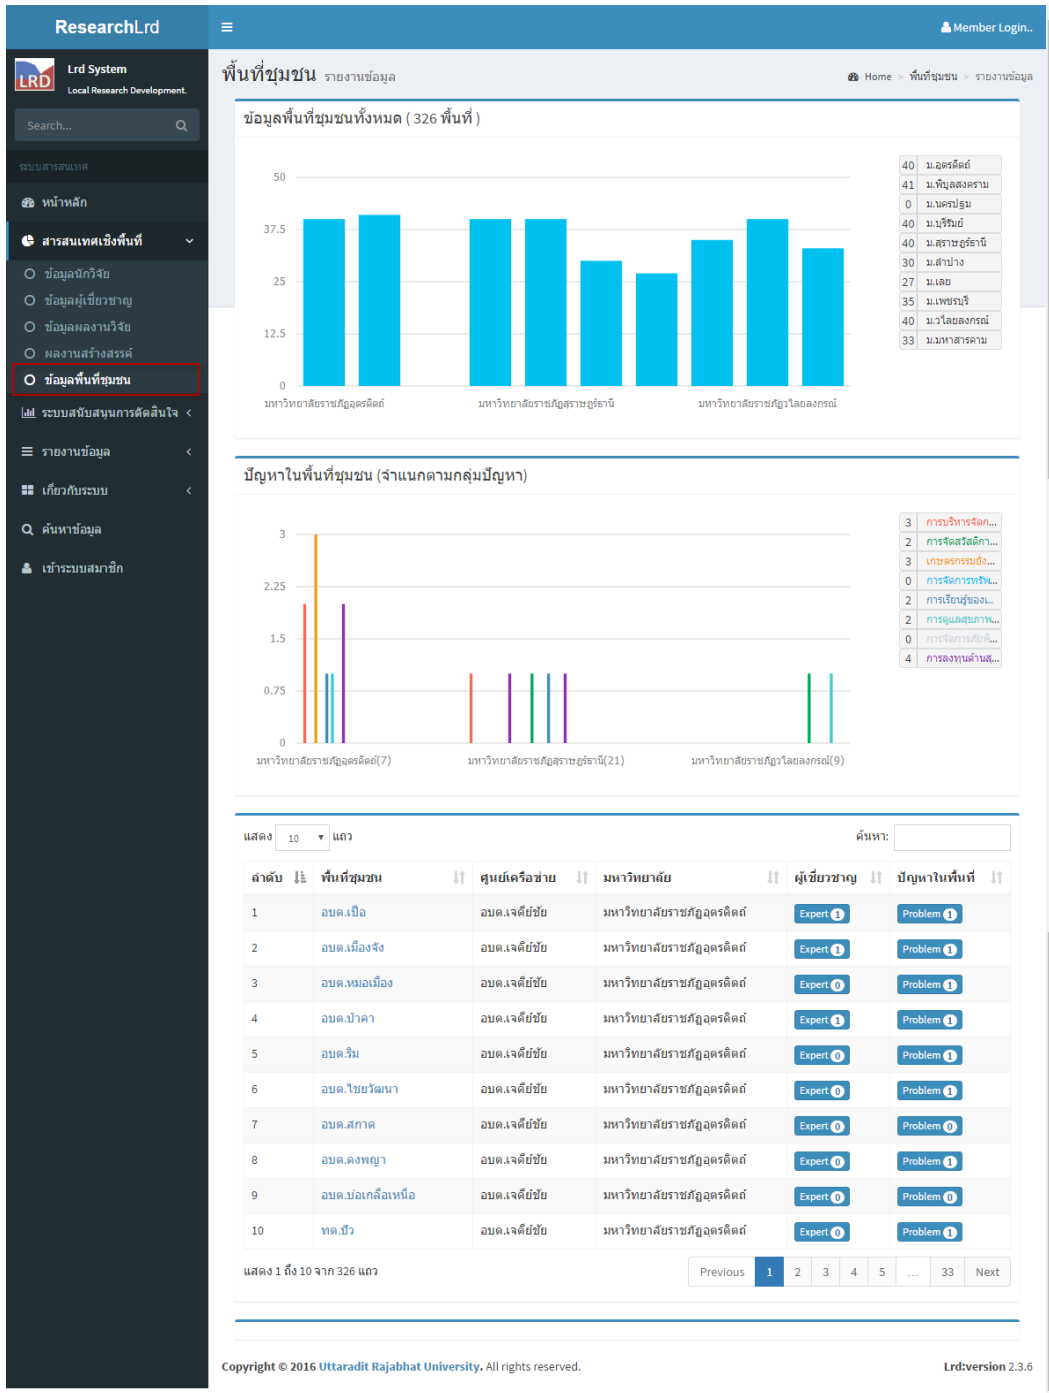 ResearchLrd
Member Login..
LRD
Lrd System
Local Research Development.
Search...
ระบบสารสนเทศ
หน้าหลัก
สารสนเทศเชิงพื้นที่
ข้อมูลนักวิจัย
ข้อมูลผู้เชี่ยวชาญ
ข้อมูลผลงานวิจัย
ผลงานสร้างสรรค์
ข้อมูลพื้นที่ชุมชน
ระบบสนับสนุนการตัดสินใจ
รายงานข้อมูล
เกี่ยวกับระบบ
ค้นหาข้อมูล
เข้าระบบสมาชิก
พื้นที่ชุมชน รายงานข้อมูล
Home > พื้นที่ชุมชน > รายงานข้อมูล
ข้อมูลพื้นที่ชุมชนทั้งหมด ( 326 พื้นที่ )
50
37.5
25
12.5
0
มหาวิทยาลัยราชภัฏอุตรดิตถ์ มหาวิทยาลัยราชภัฏสุราษฎร์ธานี มหาวิทยาลัยราชภัฏวไลยลงกรณ์
40 ม.อุตรดิตถ์
41 ม.พิบูลสงคราม
0 ม.นครปฐม
40 ม.บุรีรัมย์
40 ม.สุราษฎร์ธานี
30 ม.ลำปาง
27 ม.เลย
35 ม.เพชรบุรี
40 ม.วไลยลงกรณ์
33 ม.มหาสารคาม
ปัญหาในพื้นที่ชุมชน (จำแนกตามกลุ่มปัญหา)
3
2.25
1.5
0.75
0
มหาวิทยาลัยราชภัฏอุตรดิตถ์(7) มหาวิทยาลัยราชภัฏสุราษฎร์ธานี(21) มหาวิทยาลัยราชภัฏวไลยลงกรณ์(9)
3 การบริหารจัดก...
2 การจัดสวัสดิกา...
3 เกษตรกรรมยั่ง...
0 การจัดการทรัพ...
2 การเรียนรู้ของเ...
2 การดูแลสุขภาพ...
0 การจัดการภัยพิ...
4 การลงทุนด้านสุ...
แสดง 10 แถว
ค้นหา:
ลำดับ พื้นที่ชุมชน ศูนย์เครือข่าย มหาวิทยาลัย ผู้เชี่ยวชาญ ปัญหาในพื้นที่
1 อบต.เปือ อบต.เจดีย์ชัย มหาวิทยาลัยราชภัฏอุตรดิตถ์ Expert 1 Problem 1
2 อบต.เมืองจัง อบต.เจดีย์ชัย มหาวิทยาลัยราชภัฏอุตรดิตถ์ Expert 1 Problem 1
3 อบต.หมอเมือง อบต.เจดีย์ชัย มหาวิทยาลัยราชภัฏอุตรดิตถ์ Expert 0 Problem 1
4 อบต.ป่าคา อบต.เจดีย์ชัย มหาวิทยาลัยราชภัฏอุตรดิตถ์ Expert 1 Problem 1
5 อบต.ริม อบต.เจดีย์ชัย มหาวิทยาลัยราชภัฏอุตรดิตถ์ Expert 0 Problem 1
6 อบต.ไชยวัฒนา อบต.เจดีย์ชัย มหาวิทยาลัยราชภัฏอุตรดิตถ์ Expert 0 Problem 1
7 อบต.สกาด อบต.เจดีย์ชัย มหาวิทยาลัยราชภัฏอุตรดิตถ์ Expert 0 Problem 0
8 อบต.ดงพญา อบต.เจดีย์ชัย มหาวิทยาลัยราชภัฏอุตรดิตถ์ Expert 0 Problem 1
9 อบต.บ่อเกลือเหนือ อบต.เจดีย์ชัย มหาวิทยาลัยราชภัฏอุตรดิตถ์ Expert 0 Problem 0
10 ทต.ปัว อบต.เจดีย์ชัย มหาวิทยาลัยราชภัฏอุตรดิตถ์ Expert 0 Problem 1
แสดง 1 ถึง 10 จาก 326 แถว
Previous 1 2 3 4 5 ... 33 Next
Copyright © 2016 Uttaradit Rajabhat University. All rights reserved.
Lrd:version 2.3.6